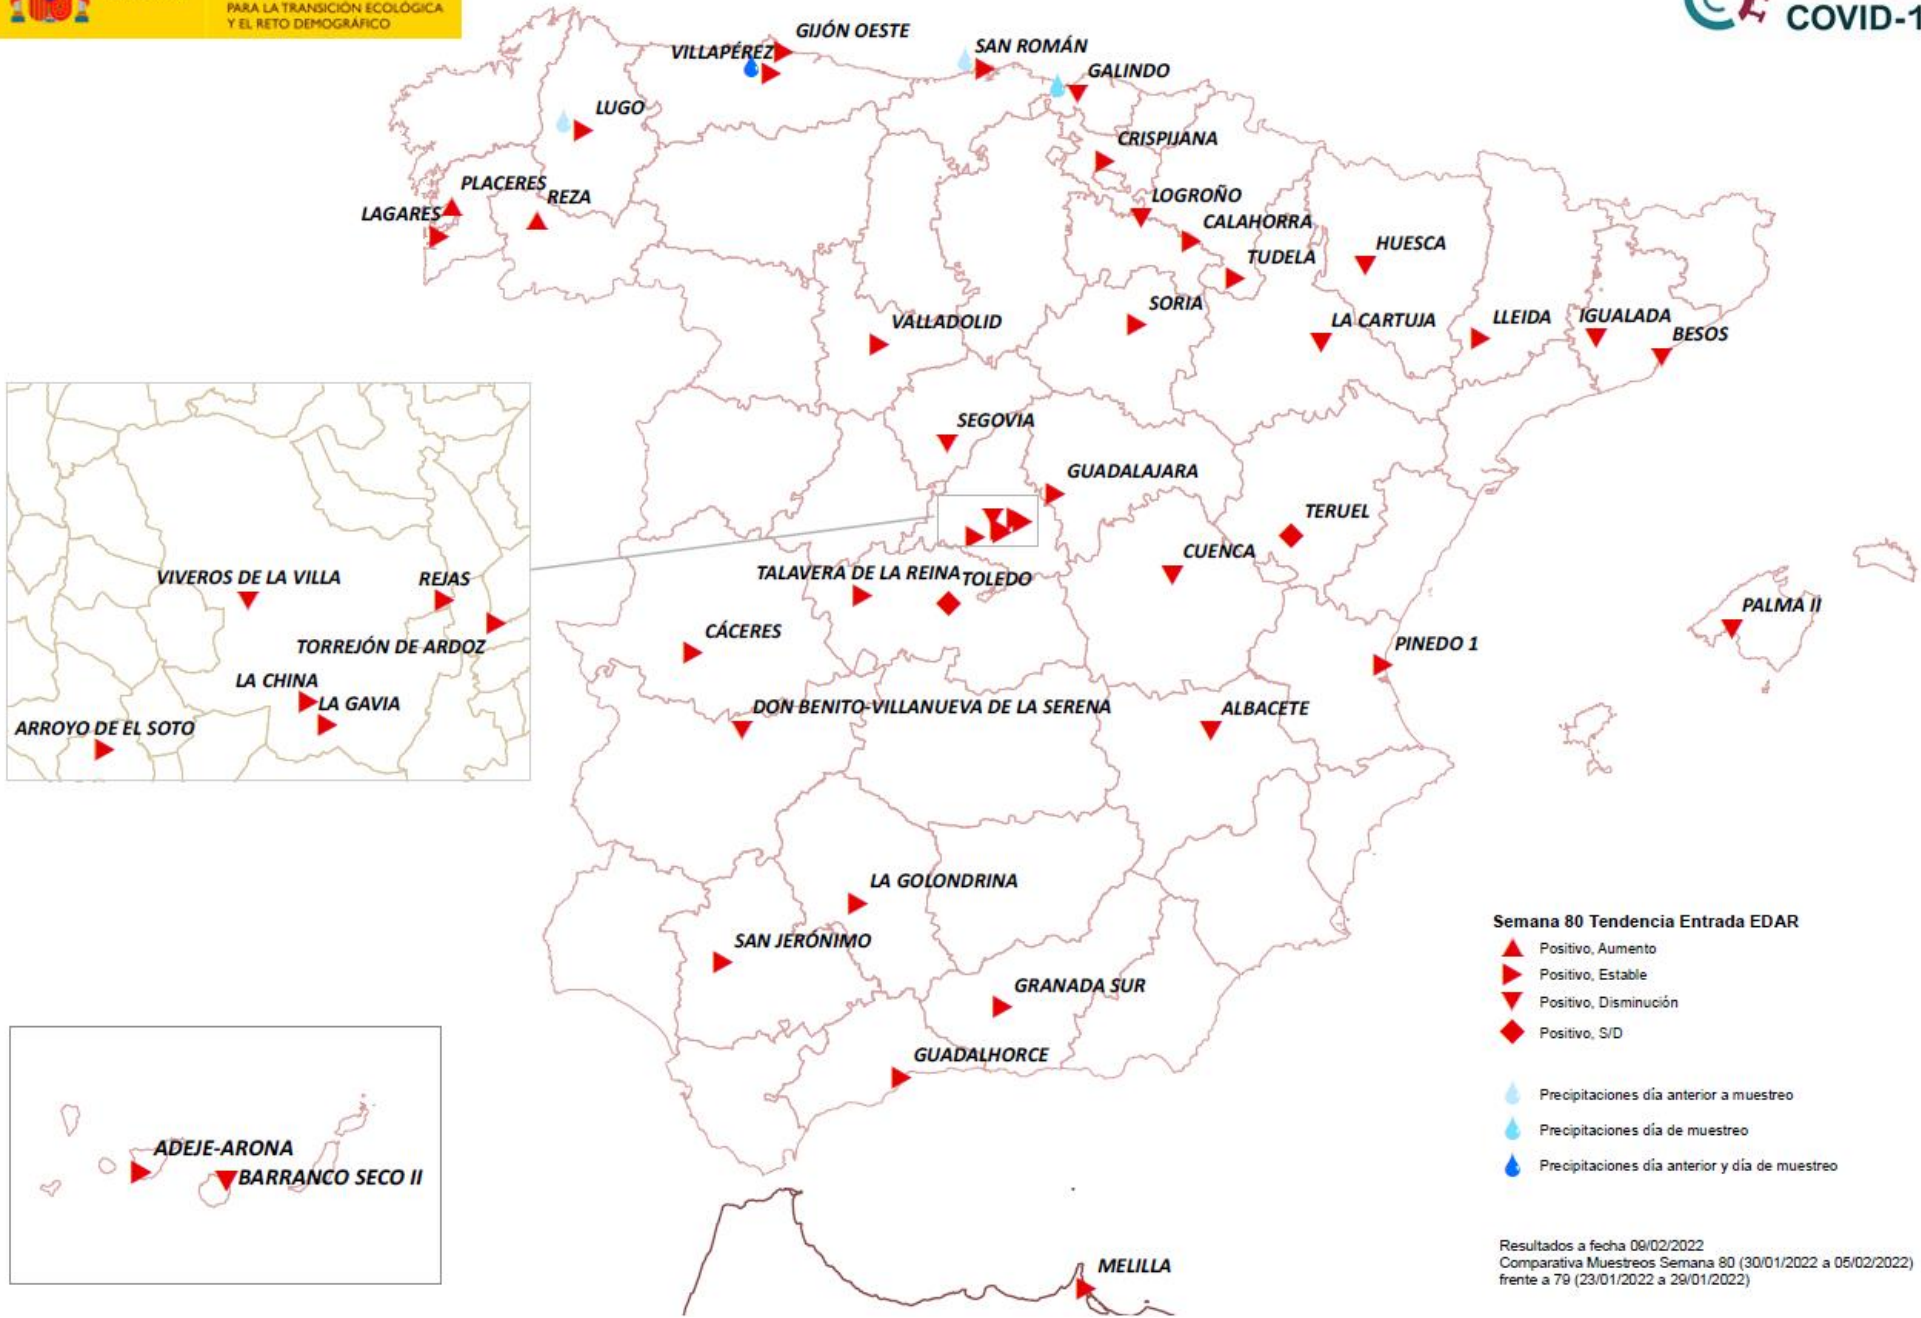 PARA LA TRANSICIÓN ECOLÓGICA
Y EL RETO DEMOGRÁFICO
COVID-1
GIJÓN OESTE
VILLAPÉREZ
SAN ROMÁN
GALINDO
LUGO
CRISPIJANA
PLACERES
REZA
LAGARES
LOGROÑO
CALAHORRA
TUDELA
HUESCA
SORIA
VALLADOLID
LA CARTUJA
LLEIDA
IGUALADA
BESOS
SEGOVIA
GUADALAJARA
TERUEL
CUENCA
TALAVERA DE LA REINA
TOLEDO
VIVEROS DE LA VILLA
REJAS
TORREJÓN DE ARDOZ
LA CHINA
LA GAVIA
ARROYO DE EL SOTO
CÁCERES
PALMA II
PINEDO 1
DON BENITO-VILLANUEVA DE LA SERENA
ALBACETE
LA GOLONDRINA
SAN JERÓNIMO
GRANADA SUR
GUADALHORCE
ADEJE-ARONA
BARRANCO SECO II
MELILLA
Semana 80 Tendencia Entrada EDAR
Positivo, Aumento
Positivo, Estable
Positivo, Disminución
Positivo, S/D
Precipitaciones día anterior a muestreo
Precipitaciones día de muestreo
Precipitaciones día anterior y día de muestreo
Resultados a fecha 09/02/2022
Comparativa Muestreos Semana 80 (30/01/2022 a 05/02/2022)
frente a 79 (23/01/2022 a 29/01/2022)